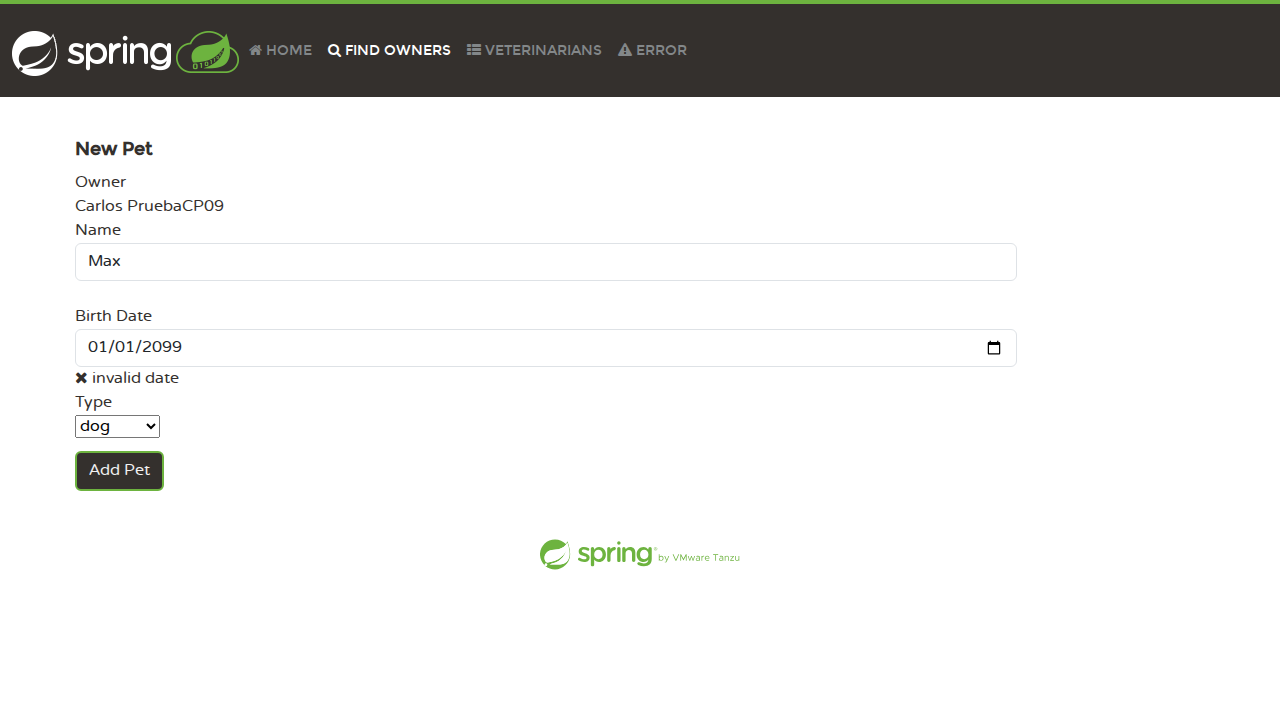 spring HOME FIND OWNERS VETERINARIANS ERROR
New Pet
Owner
Carlos PruebaCP09
Name
Max
Birth Date
01/01/2099
invalid date
Type
dog
Add Pet
spring by VMware Tanzu